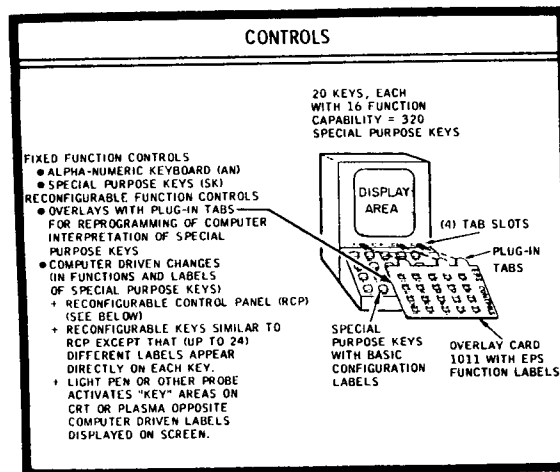 CONTROLS
20 KEYS, EACH
WITH 16 FUNCTION
CAPABILITY = 320
SPECIAL PURPOSE KEYS
FIXED FUNCTION CONTROLS
● ALPHA-NUMERIC KEYBOARD (AN)
● SPECIAL PURPOSE KEYS (SK)
RECONFIGURABLE FUNCTION CONTROLS
● OVERLAYS WITH PLUG-IN TABS
FOR REPROGRAMMING OF COMPUTER
INTERPRETATION OF SPECIAL
PURPOSE KEYS
● COMPUTER DRIVEN CHANGES
(IN FUNCTIONS AND LABELS
OF SPECIAL PURPOSE KEYS)
+ RECONFIGURABLE CONTROL PANEL (RCP)
(SEE BELOW)
+ RECONFIGURABLE KEYS SIMILAR TO
RCP EXCEPT THAT (UP TO 24)
DIFFERENT LABELS APPEAR
DIRECTLY ON EACH KEY.
+ LIGHT PEN OR OTHER PROBE
ACTIVATES "KEY" AREAS ON
CRT OR PLASMA OPPOSITE
COMPUTER DRIVEN LABELS
DISPLAYED ON SCREEN.
DISPLAY
AREA
(4) TAB SLOTS
PLUG-IN
TABS
SPECIAL
PURPOSE KEYS
WITH BASIC
CONFIGURATION
LABELS
OVERLAY CARD
1011 WITH EPS
FUNCTION LABELS